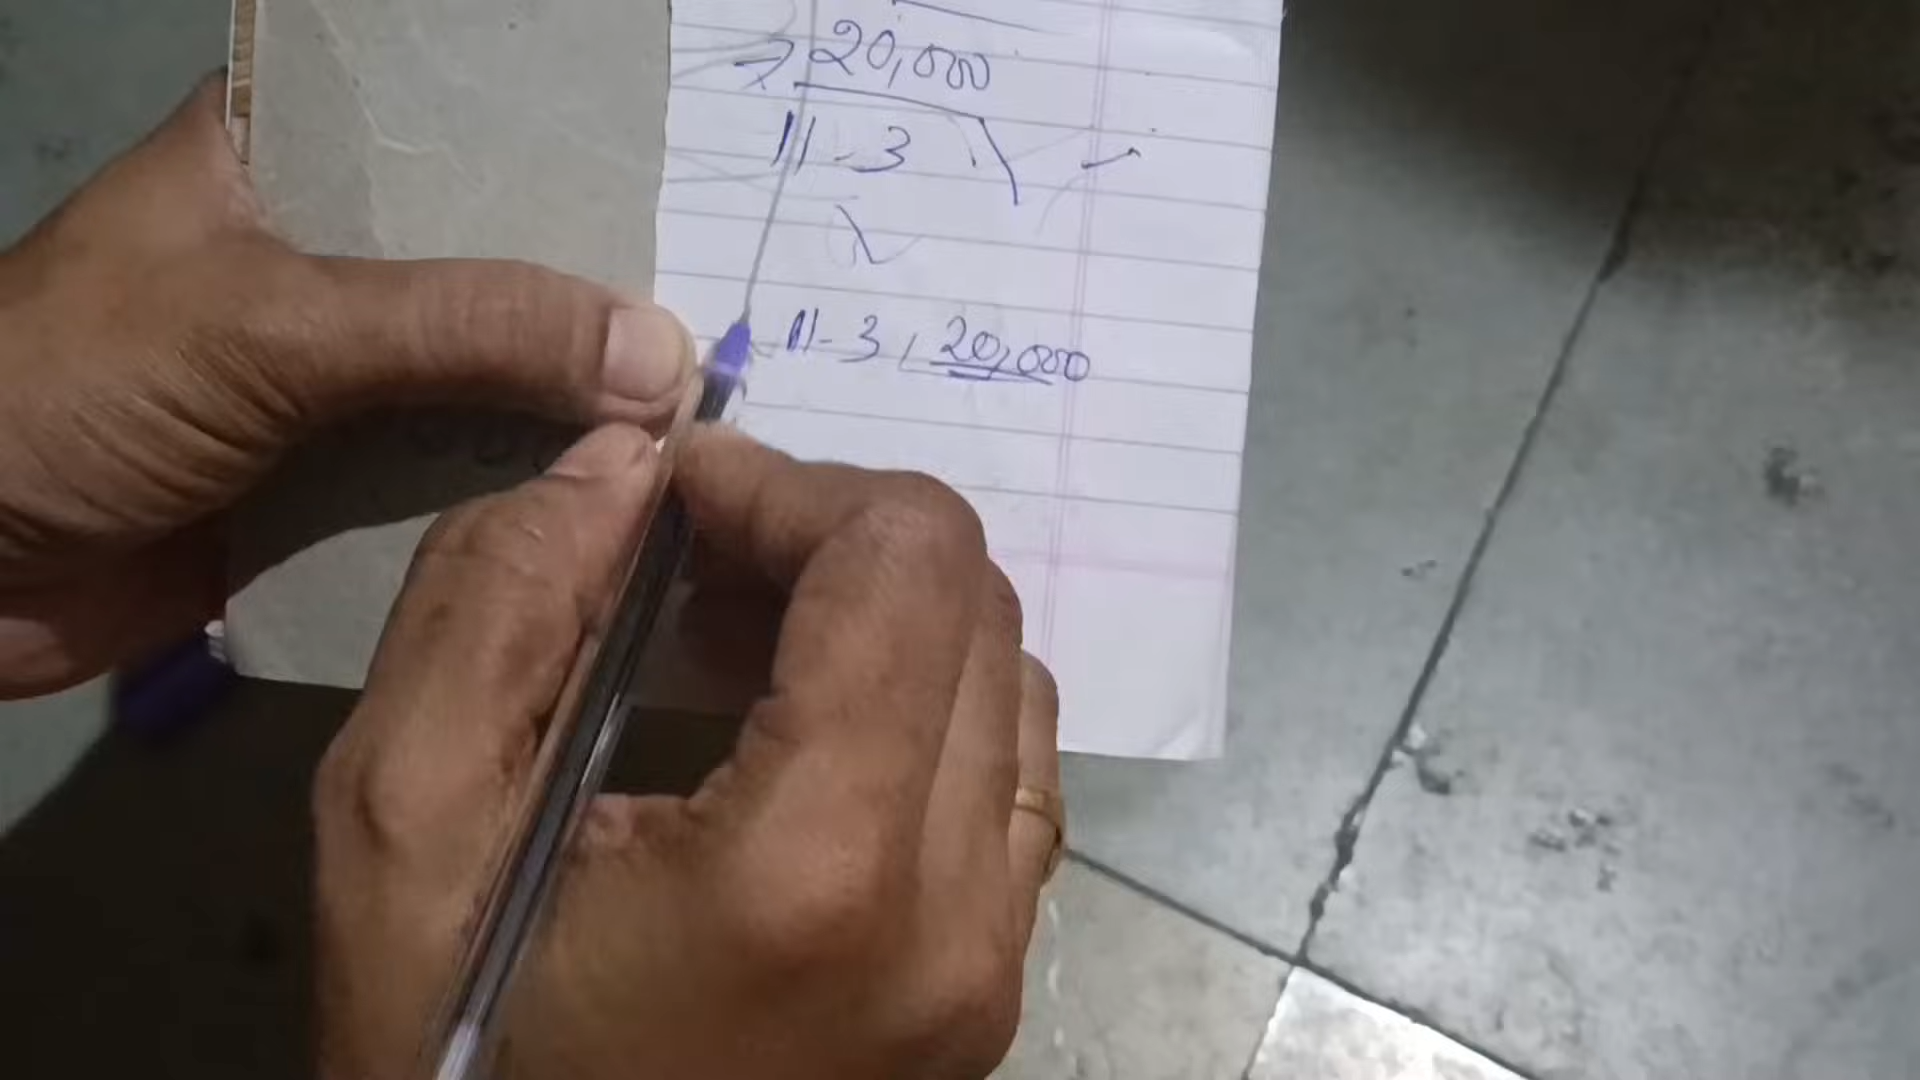 → 20,000
11-3
11-3, 20,000